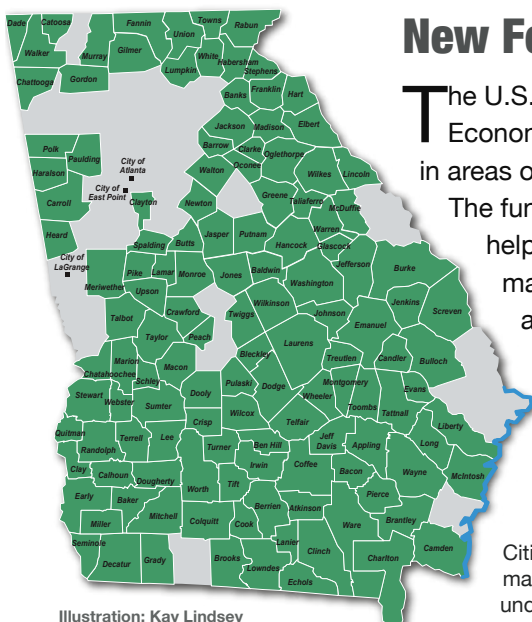 New Fe
The U.S.
Econor
in areas o
The fun
help
ma
a
Dade Catoosa Fannin Towns Rabun
Union
Walker Murray Gilmer White Habersham
Lumpkin Stephens
Chattooga Gordon
Banks Franklin Hart
Jackson Madison Elbert
Polk Barrow Clarke
Paulding City of Atlanta Oconee Oglethorpe
Haralson Walton Wilkes Lincoln
City of East Point
Clayton Greene Taliaferro
Carroll Newton McDuffie
Warren
Heard Spalding Butts Jasper Putnam Hancock Glascock
City of LaGrange
Pike Lamar Monroe Jones Baldwin Jefferson Burke
Meriwether Upson Washington
Wilkinson Jenkins
Talbot Crawford Twiggs Johnson Emanuel Screven
Taylor Peach
Laurens
Bleckley Treutlen Candler Bulloch
Marion Macon
Chatahoochee Schley Pulaski Dodge Montgomery
Stewart Webster Sumter Dooly Wheeler Evans
Wilcox Toombs Tattnall
Crisp Telfair Liberty
Quitman Terrell Lee Jeff Davis Appling Long
Randolph Turner Ben Hill
Clay Calhoun Dougherty Irwin Coffee Bacon Wayne McIntosh
Early Baker Worth Tift
Pierce
Mitchell Berrien Atkinson
Miller Colquitt Cook Ware Brantley
Seminole Lanier Clinch
Decatur Grady Brooks Lowndes Charlton Camden
Echols
Citi
ma
und
Illustration: Kay Lindsey